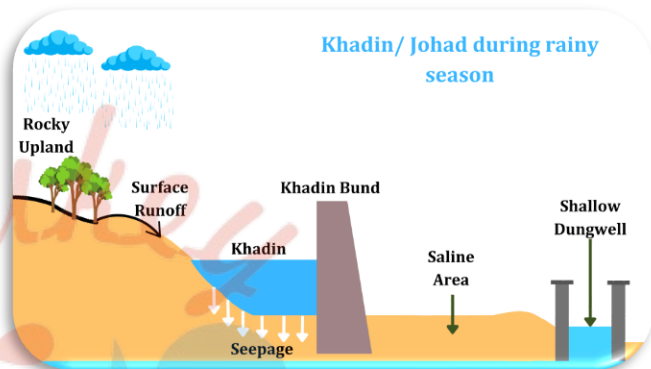 Khadin/ Johad during rainy
season
Rocky
Upland
Surface
Runoff
Khadin Bund
Khadin
Seepage
Saline
Area
Shallow
Dungwell